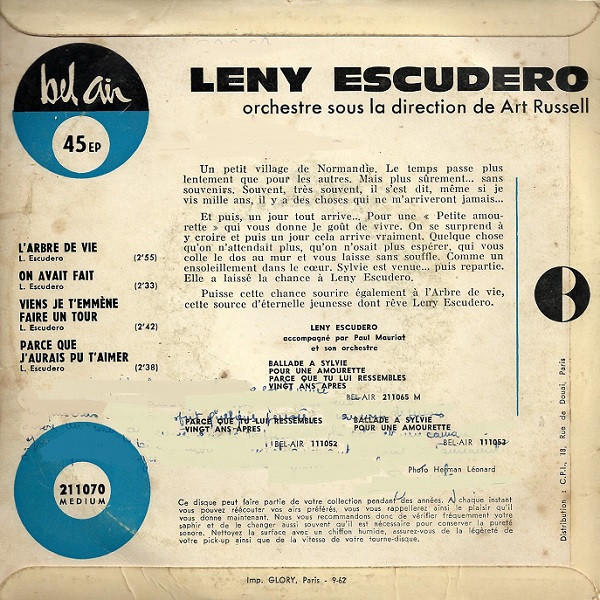 bel air
45 EP
LENY ESCUDERO
orchestre sous la direction de Art Russell
Un petit village de Normandie. Le temps passe plus
lentement que pour les autres. Mais plus sûrement... sans
souvenirs. Souvent, très souvent, il s'est dit, même si je
vis mille ans, il y a des choses qui ne m'arriveront jamais...
Et puis, un jour tout arrive... Pour une « Petite amou-
rette » qui vous donne le goût de vivre. On se surprend à
y croire et puis un jour cela arrive vraiment. Quelque chose
qu'on n'attendait plus, qu'on n'osait plus espérer, qui vous
colle le dos au mur et vous laisse sans souffle. Comme un
ensoleillement dans le cœur. Sylvie est venue... puis repartie.
Elle a laissé la chance à Leny Escudero.
Puisse cette chance sourire également à l'Arbre de vie,
cette source d'éternelle jeunesse dont rêve Leny Escudero.
L'ARBRE DE VIE
L. Escudero (2'55)
ON AVAIT FAIT
L. Escudero (2'33)
VIENS JE T'EMMÈNE
FAIRE UN TOUR
L. Escudero (2'42)
PARCE QUE
J'AURAIS PU T'AIMER
L. Escudero (2'38)
LENY ESCUDERO
accompagné par Paul Mauriat
et son orchestre
BALLADE A SYLVIE
POUR UNE AMOURETTE
PARCE QUE TU LUI RESSEMBLES
VINGT ANS APRES
BEL-AIR 211065 M
PARCE QUE TU LUI RESSEMBLES
VINGT ANS APRES
BEL-AIR 111052
BALLADE A SYLVIE
POUR UNE AMOURETTE
BEL-AIR 111053
Photo Hofman Léonard
211070
MEDIUM
Ce disque peut faire partie de votre collection pendant des années. A chaque instant
vous pouvez réécouter vos airs préférés, vous vous rappellerez ainsi le plaisir qu'il
vous donne maintenant. Nous vous recommandons donc de vérifier fréquemment votre
saphir et de le changer aussi souvent qu'il est nécessaire pour conserver la pureté
sonore. Nettoyez la surface avec un chiffon humide, assurez-vous de la légèreté de
votre pick-up ainsi que de la vitesse de votre tourne-disque.
Imp. GLORY, Paris - 9-62
Distribution : C.P.I., 18, Rue de Douai, Paris